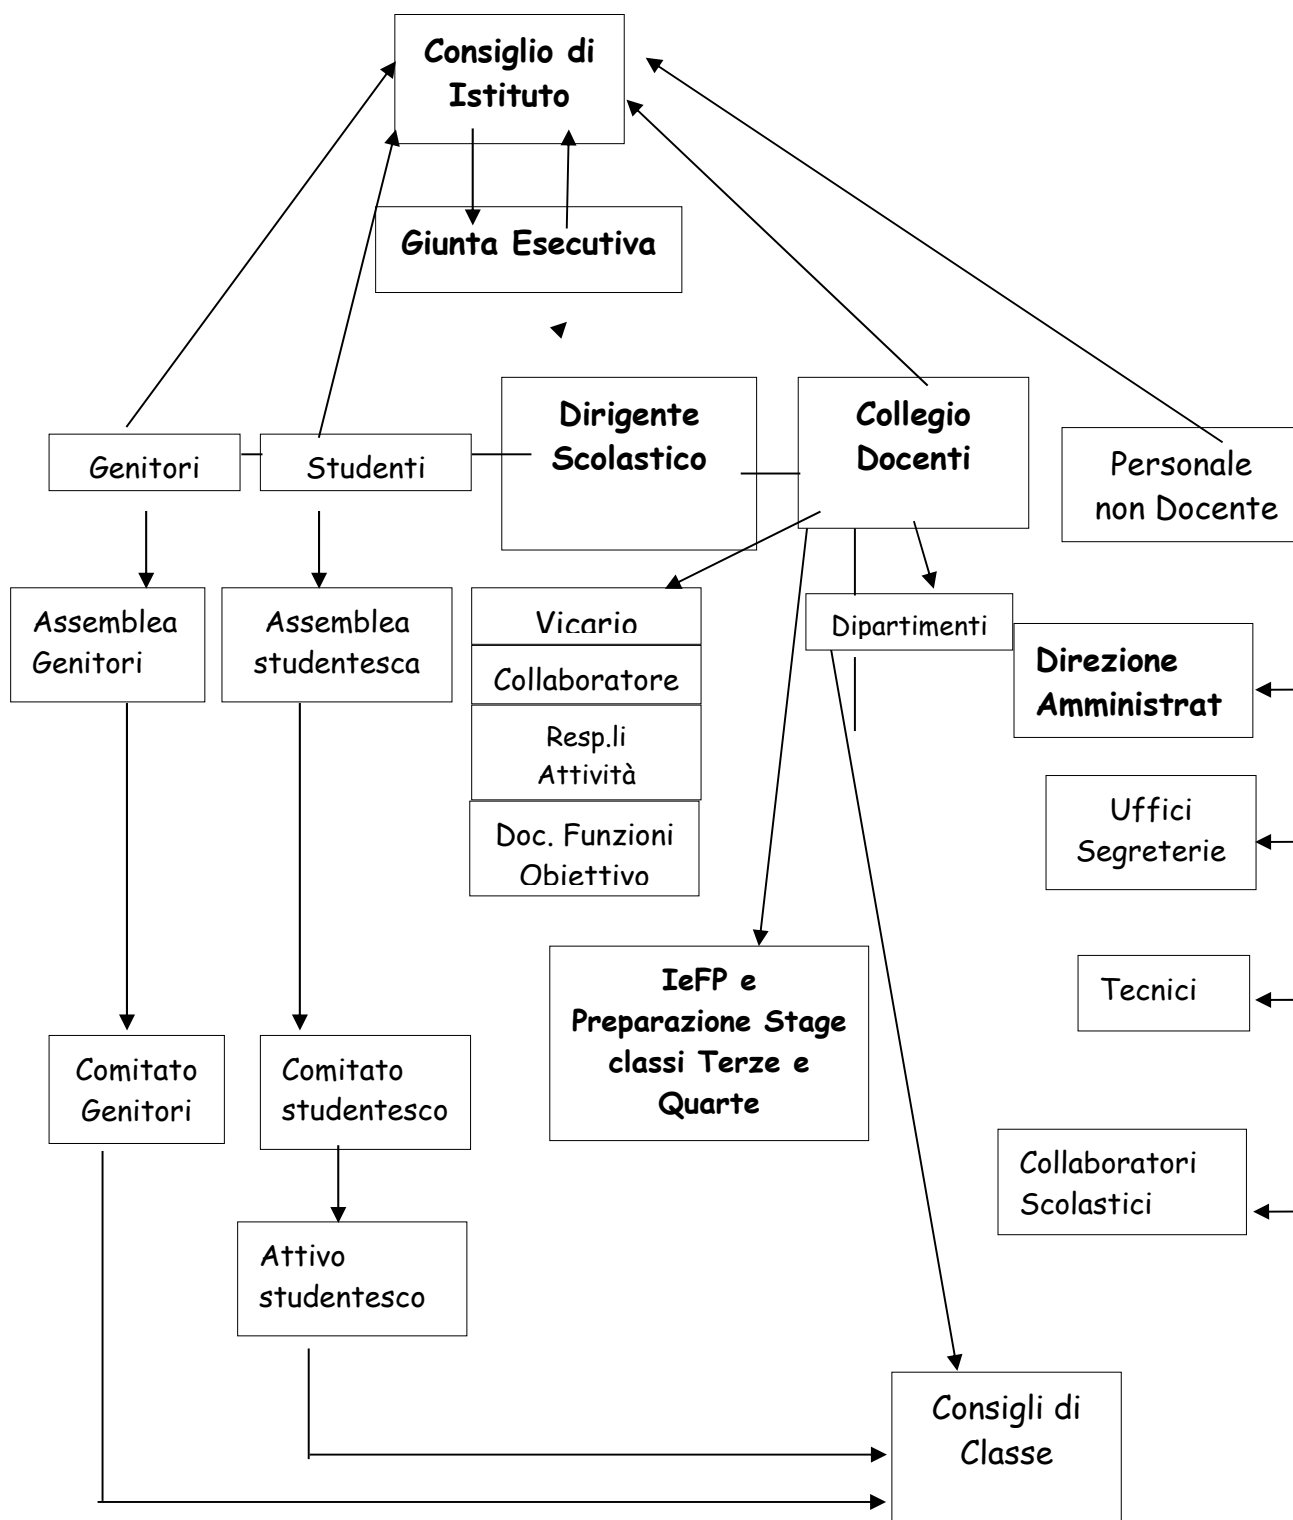 Consiglio di
Istituto
Giunta Esecutiva
Genitori
Studenti
Dirigente
Scolastico
Collegio
Docenti
Personale
non Docente
Assemblea
Genitori
Assemblea
studentesca
Vicario
Collaboratore
Resp.li
Attività
Doc. Funzioni
Obiettivo
Dipartimenti
Direzione
Amministrat
Uffici
Segreterie
IeFP e
Preparazione Stage
classi Terze e
Quarte
Tecnici
Comitato
Genitori
Comitato
studentesco
Collaboratori
Scolastici
Attivo
studentesco
Consigli di
Classe